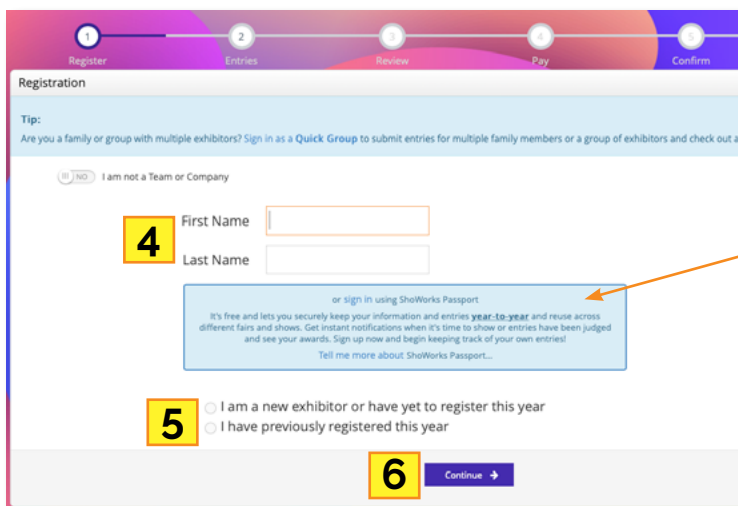 1 2 3 4 5
Register Entries Review Pay Confirm
Registration
Tip:
Are you a family or group with multiple exhibitors? Sign in as a Quick Group to submit entries for multiple family members or a group of exhibitors and check out a
NO I am not a Team or Company
4
First Name
Last Name
or sign in using ShoWorks Passport
It's free and lets you securely keep your information and entries year-to-year and reuse across
different fairs and shows. Get instant notifications when it's time to show or entries have been judged
and see your awards. Sign up now and begin keeping track of your own entries!
Tell me more about ShoWorks Passport...
5
I am a new exhibitor or have yet to register this year
I have previously registered this year
6
Continue